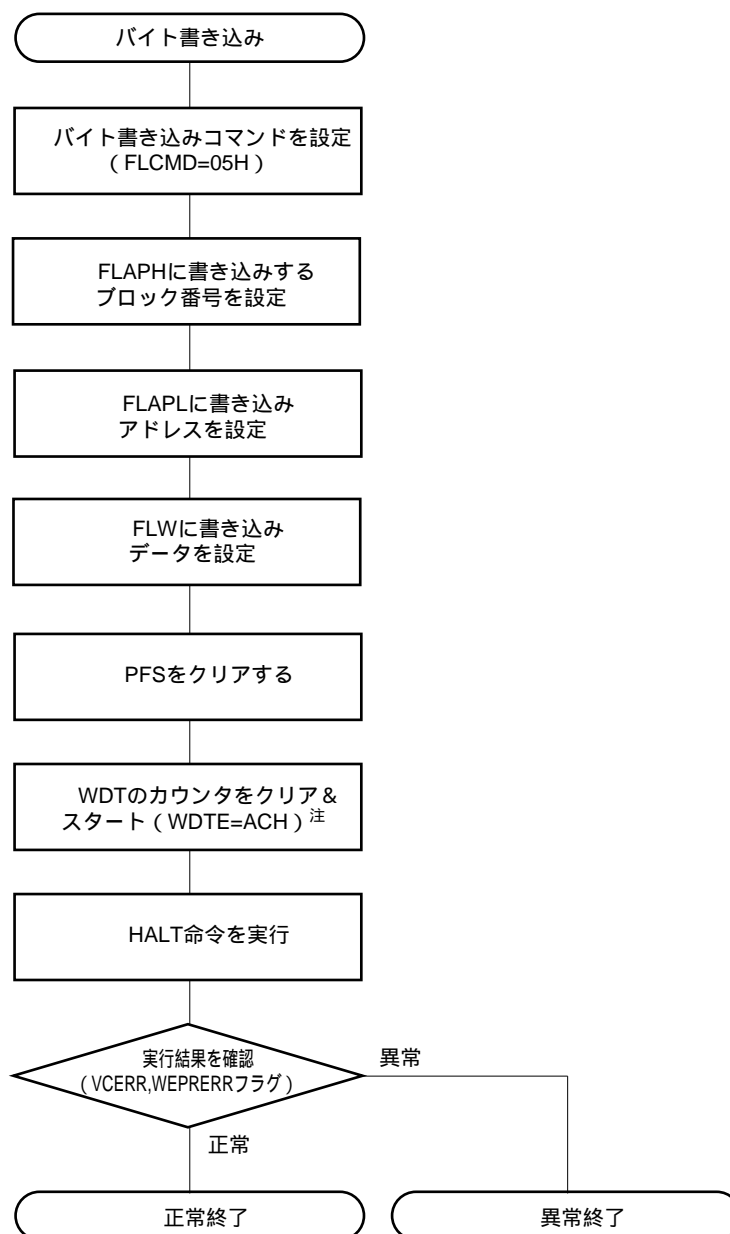 バイト書き込み
バイト書き込みコマンドを設定
(FLCMD=05H)
FLAPHに書き込みする
ブロック番号を設定
FLAPLに書き込み
アドレスを設定
FLWに書き込み
データを設定
PFSをクリアする
WDTのカウンタをクリア&
スタート(WDTE=ACH)注
HALT命令を実行
実行結果を確認
(VCERR,WEPRERRフラグ)
異常
正常
正常終了
異常終了